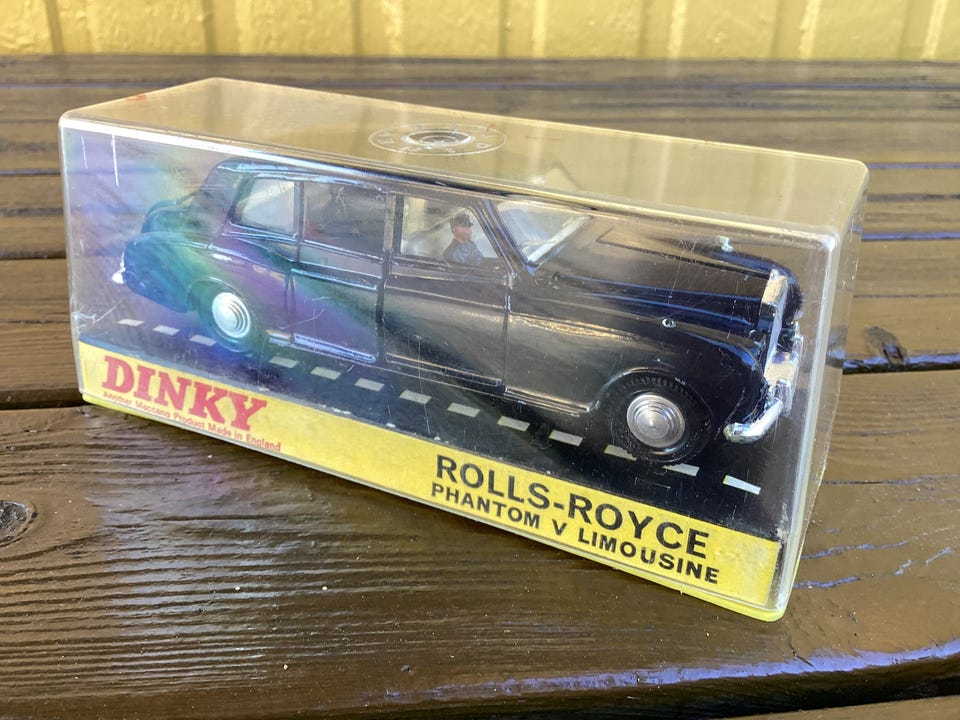 DINKY
Another Meccano Product Made in England
ROLLS-ROYCE
PHANTOM V LIMOUSINE